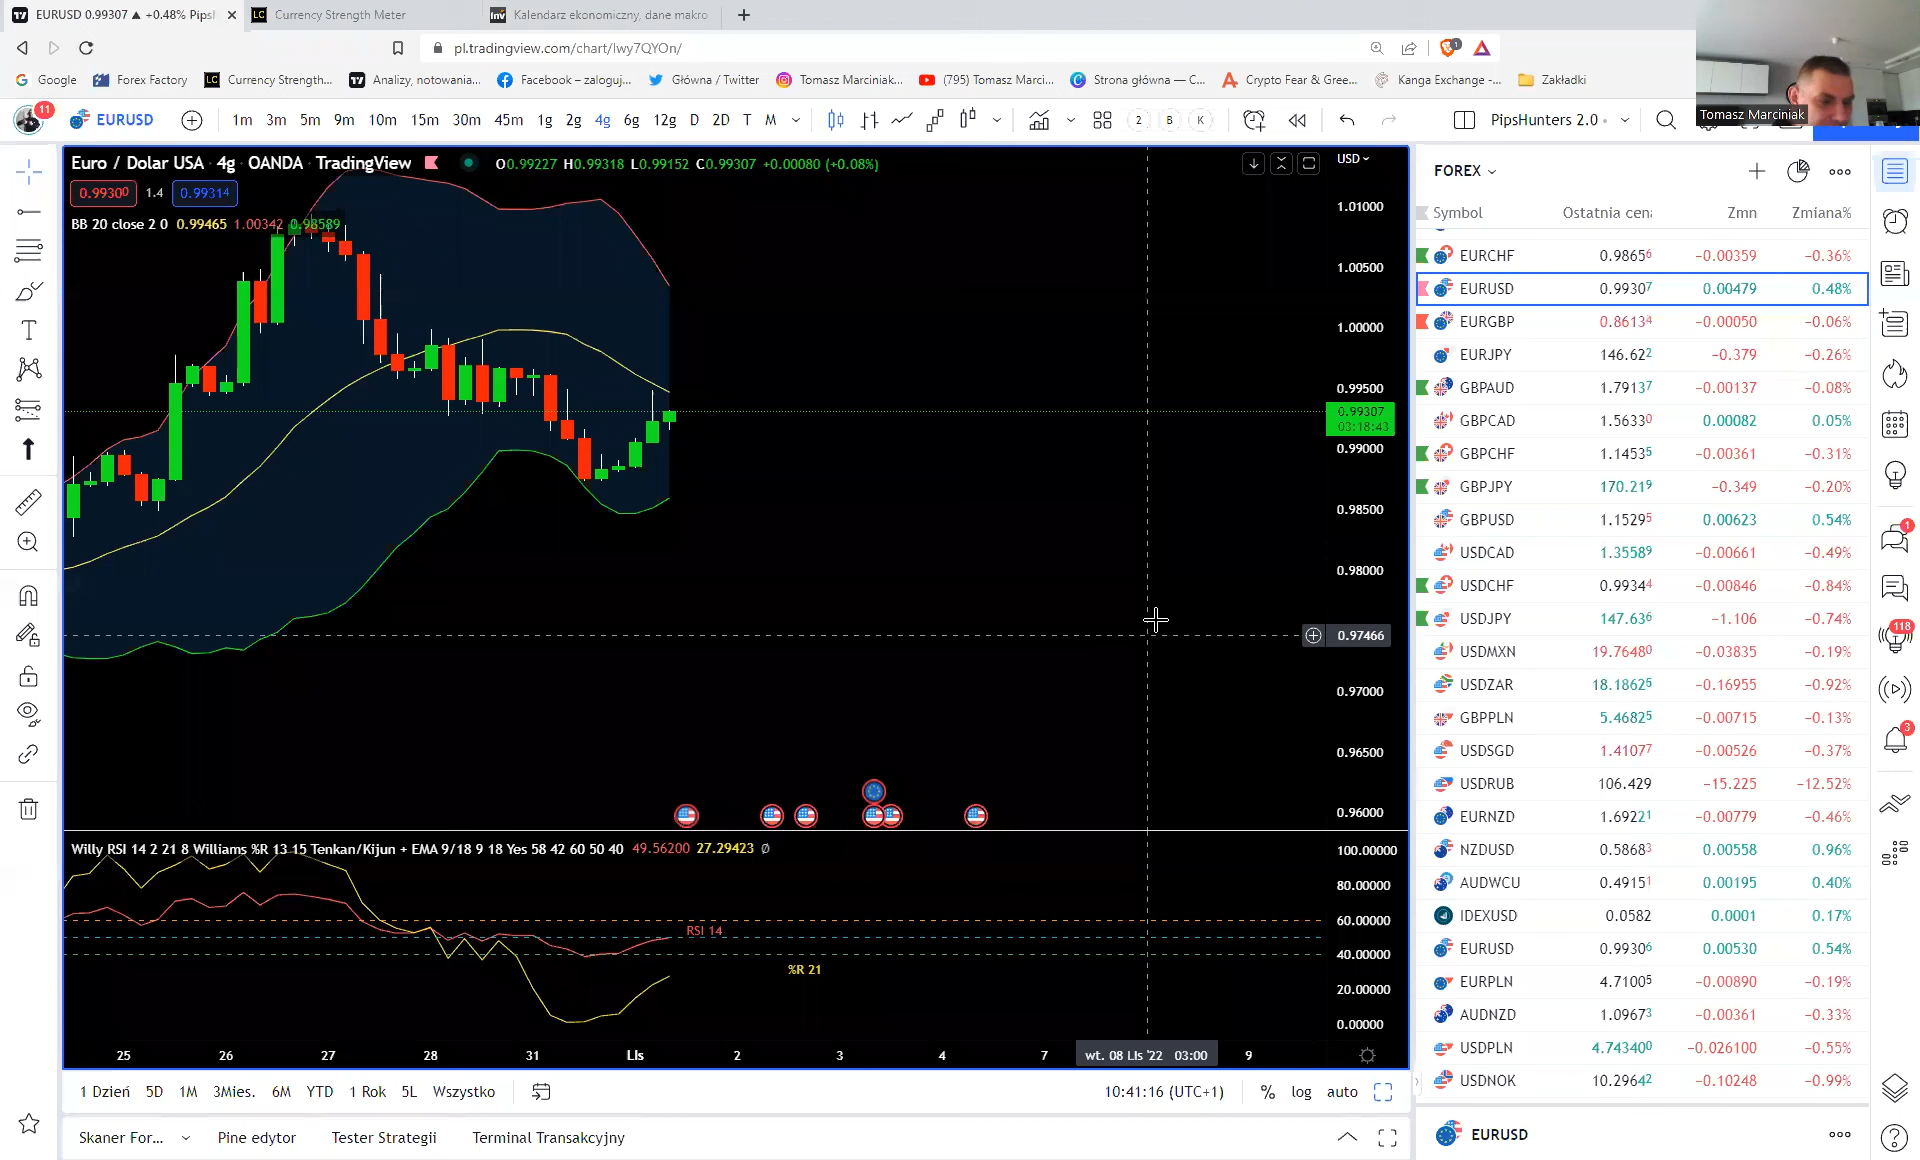 EURUSD 0.99307 ▲ +0.48% Pips
Currency Strength Meter
Kalendarz ekonomiczny, dane makro
pl.tradingview.com/chart/lwy7QYOn/
Google
Forex Factory
Currency Strength...
Analizy, notowania...
Facebook – zaloguj...
Główna / Twitter
Tomasz Marciniak...
(795) Tomasz Marci...
Strona główna — C...
Crypto Fear & Gree...
Kanga Exchange -...
Zakładki
Tomasz Marciniak
11
EURUSD
1m 3m 5m 9m 10m 15m 30m 45m 1g 2g 4g 6g 12g D 2D T M
2 B K
PipsHunters 2.0
Euro / Dolar USA · 4g · OANDA · TradingView
O0.99227 H0.99318 L0.99152 C0.99307 +0.00080 (+0.08%)
0.99300 1.4 0.99314
BB 20 close 2 0 0.99465 1.00342 0.98589
USD
1.01000
1.00500
1.00000
0.99500
0.99307
03:18:43
0.99000
0.98500
0.98000
0.97466
0.97000
0.96500
0.96000
Willy RSI 14 2 21 8 Williams %R 13 15 Tenkan/Kijun + EMA 9/18 9 18 Yes 58 42 60 50 40 49.56200 27.29423 Ø
100.00000
80.00000
60.00000
40.00000
20.00000
0.00000
RSI 14
%R 21
25 26 27 28 31 Lis 2 3 4 7 wt. 08 Lis '22 03:00 9
1 Dzień 5D 1M 3Mies. 6M YTD 1 Rok 5L Wszystko
10:41:16 (UTC+1) % log auto
Skaner For... Pine edytor Tester Strategii Terminal Transakcyjny
FOREX
Symbol Ostatnia cena Zmn Zmiana%
EURCHF 0.98656 −0.00359 −0.36%
EURUSD 0.99307 0.00479 0.48%
EURGBP 0.86134 −0.00050 −0.06%
EURJPY 146.622 −0.379 −0.26%
GBPAUD 1.79137 −0.00137 −0.08%
GBPCAD 1.56330 0.00082 0.05%
GBPCHF 1.14535 −0.00361 −0.31%
GBPJPY 170.219 −0.349 −0.20%
GBPUSD 1.15295 0.00623 0.54%
USDCAD 1.35589 −0.00661 −0.49%
USDCHF 0.99344 −0.00846 −0.84%
USDJPY 147.636 −1.106 −0.74%
USDMXN 19.76480 −0.03835 −0.19%
USDZAR 18.18625 −0.16955 −0.92%
GBPPLN 5.46825 −0.00715 −0.13%
USDSGD 1.41077 −0.00526 −0.37%
USDRUB 106.429 −15.225 −12.52%
EURNZD 1.69221 −0.00779 −0.46%
NZDUSD 0.58683 0.00558 0.96%
AUDWCU 0.49151 0.00195 0.40%
IDEXUSD 0.0582 0.0001 0.17%
EURUSD 0.99306 0.00530 0.54%
EURPLN 4.71005 −0.00890 −0.19%
AUDNZD 1.09673 −0.00361 −0.33%
USDPLN 4.743400 −0.026100 −0.55%
USDNOK 10.29642 −0.10248 −0.99%
EURUSD
1
118
3